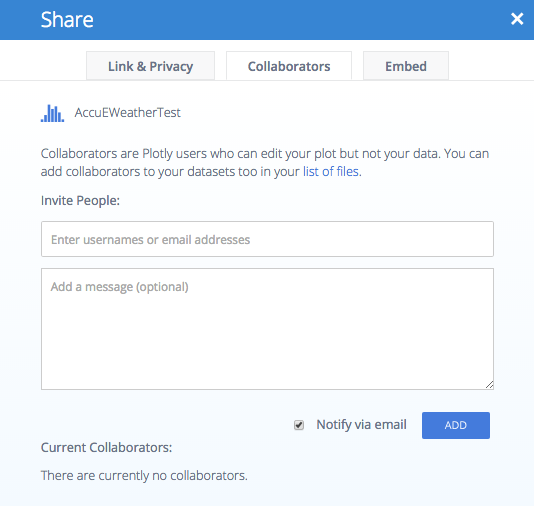 Share
Link & Privacy
Collaborators
Embed
AccuEWeatherTest
Collaborators are Plotly users who can edit your plot but not your data. You can
add collaborators to your datasets too in your list of files.
Invite People:
Enter usernames or email addresses
Add a message (optional)
Notify via email
ADD
Current Collaborators:
There are currently no collaborators.